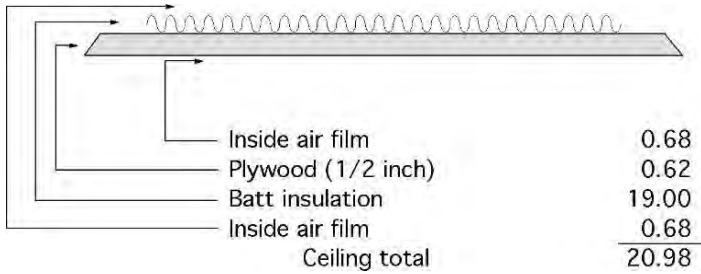 Inside air film 0.68
Plywood (1/2 inch) 0.62
Batt insulation 19.00
Inside air film 0.68
Ceiling total 20.98